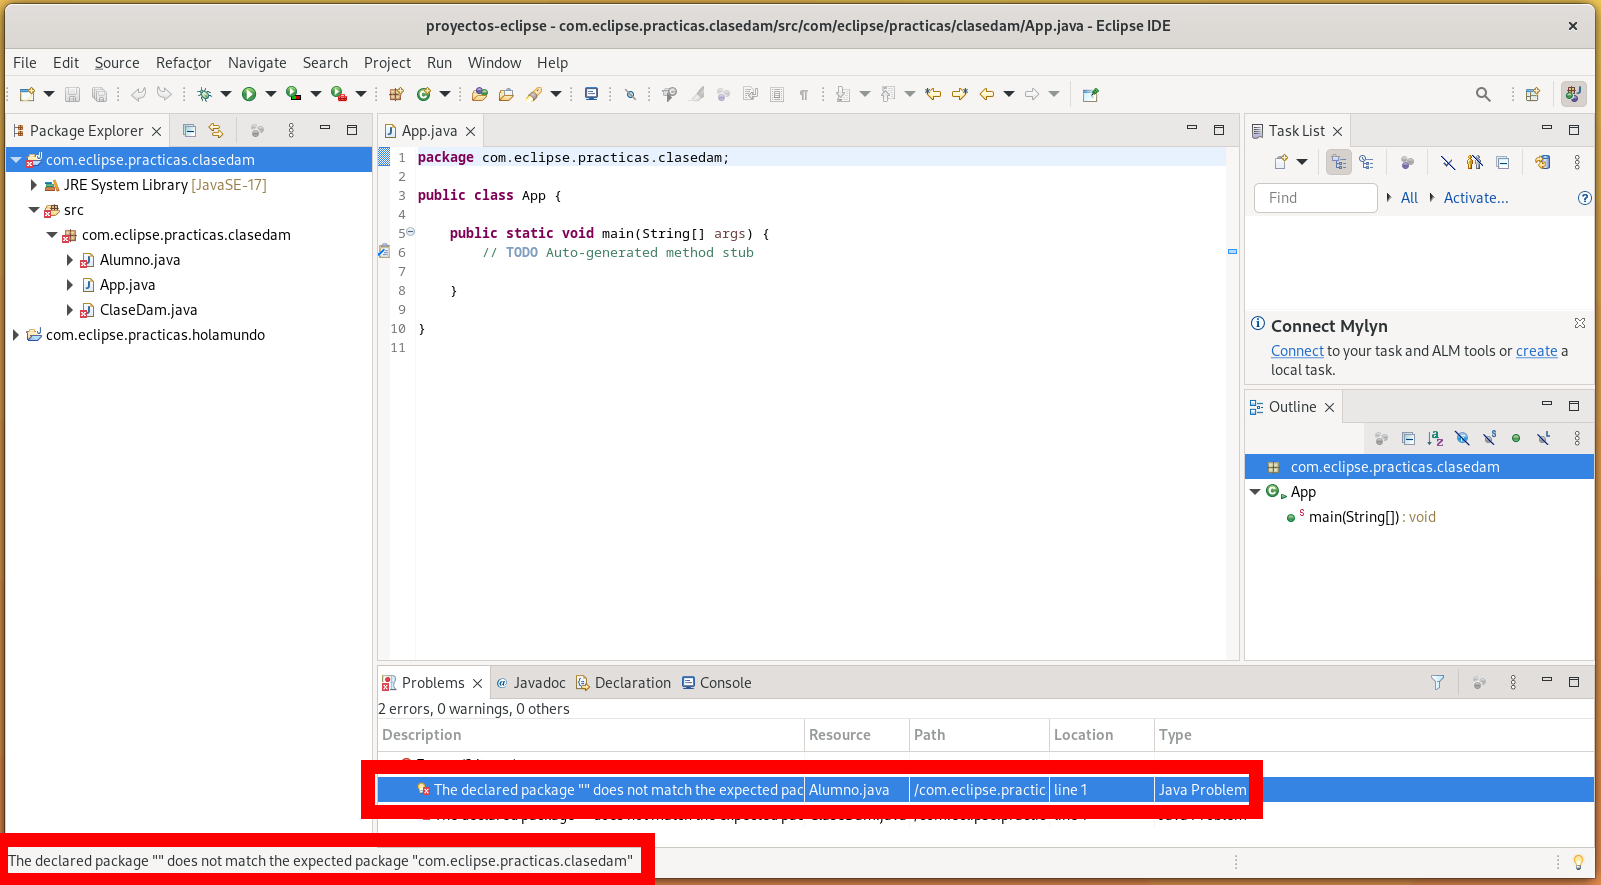 proyectos-eclipse - com.eclipse.practicas.clasedam/src/com/eclipse/practicas/clasedam/App.java - Eclipse IDE
File Edit Source Refactor Navigate Search Project Run Window Help
Package Explorer
com.eclipse.practicas.clasedam
JRE System Library [JavaSE-17]
src
com.eclipse.practicas.clasedam
Alumno.java
App.java
ClaseDam.java
com.eclipse.practicas.holamundo
App.java
1 package com.eclipse.practicas.clasedam;
2
3 public class App {
4
5 public static void main(String[] args) {
6 // TODO Auto-generated method stub
7
8 }
9
10 }
11
Task List
Find All Activate...
Connect Mylyn
Connect to your task and ALM tools or create a
local task.
Outline
com.eclipse.practicas.clasedam
App
main(String[]) : void
Problems Javadoc Declaration Console
2 errors, 0 warnings, 0 others
Description Resource Path Location Type
The declared package "" does not match the expected pac Alumno.java /com.eclipse.practic line 1 Java Problem
The declared package "" does not match the expected package "com.eclipse.practicas.clasedam"